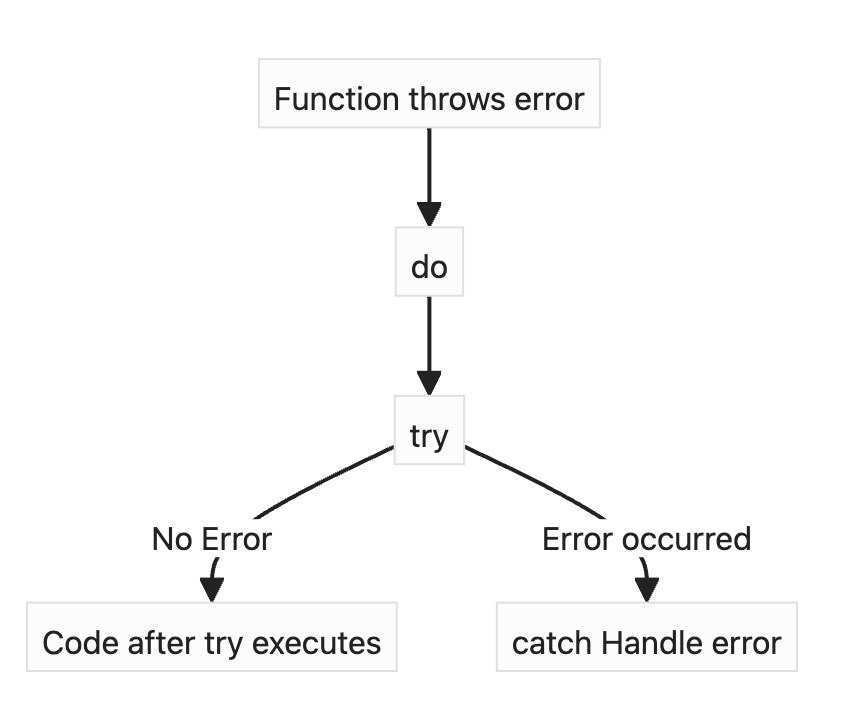 Function throws error
do
try
No Error
Error occurred
Code after try executes
catch Handle error